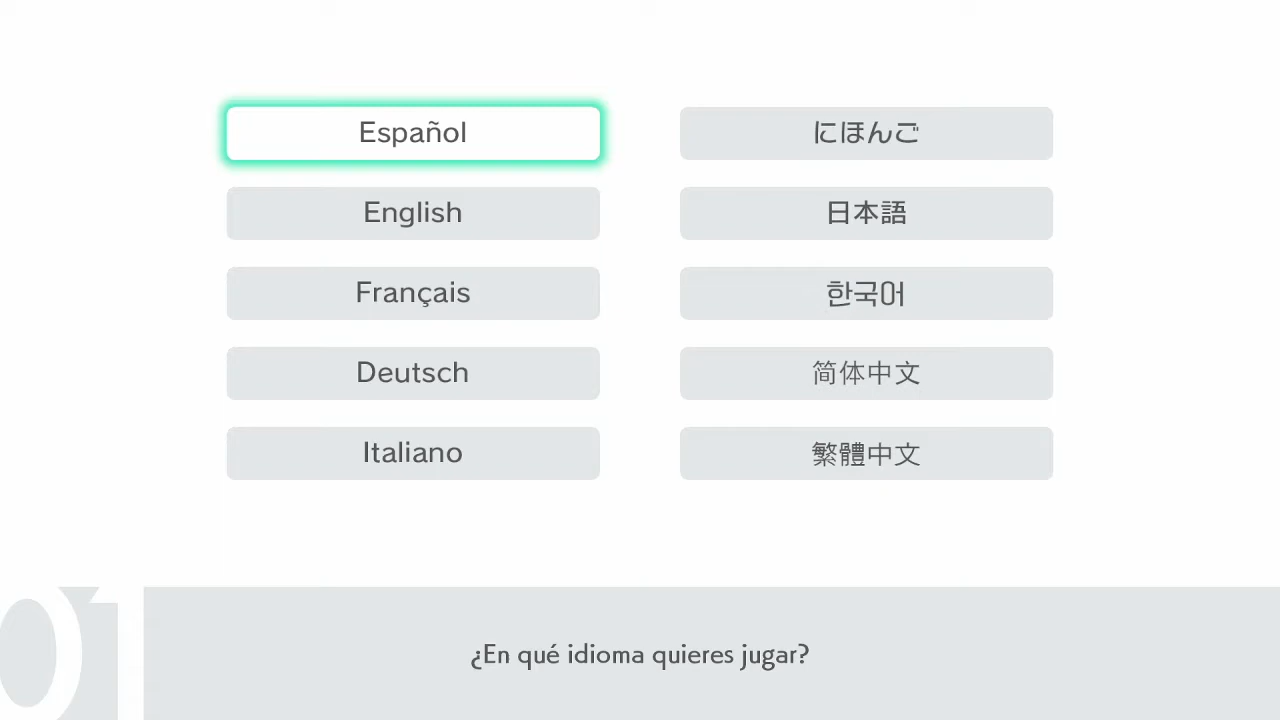 Español
English
Français
Deutsch
Italiano
にほんご
日本語
한국어
简体中文
繁體中文
01
¿En qué idioma quieres jugar?